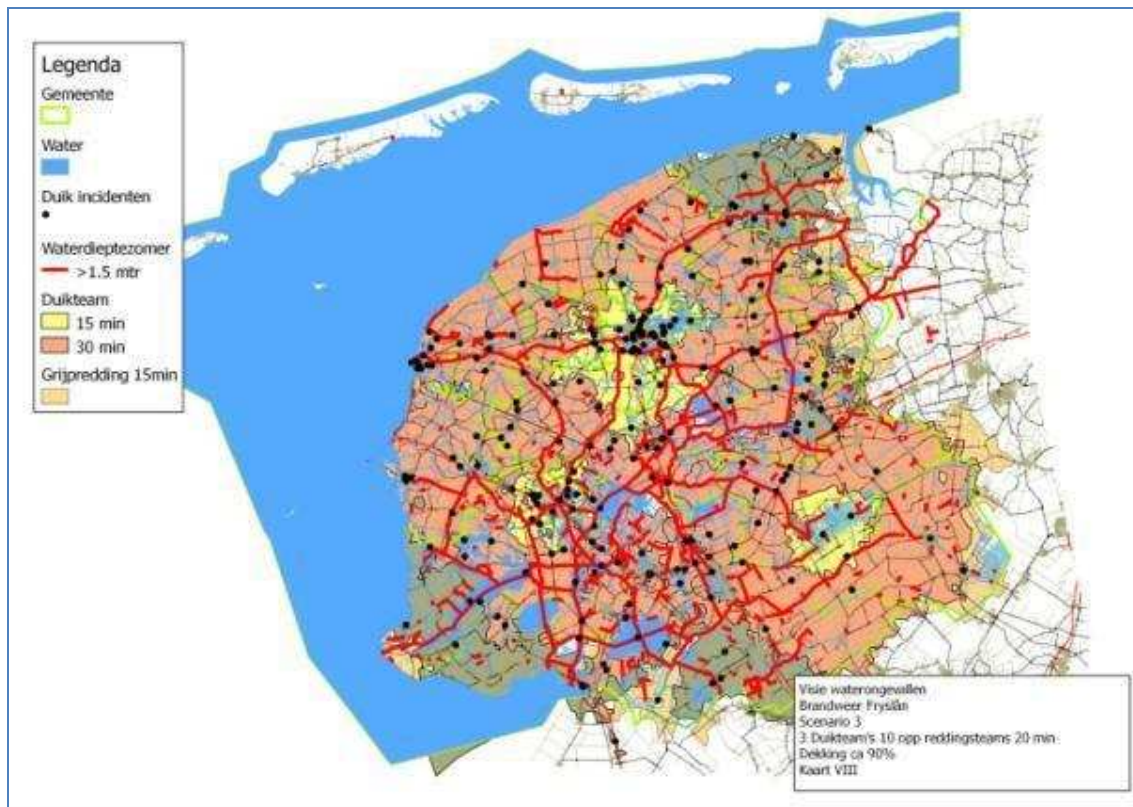 Legenda
Gemeente
Water
Duik incidenten
Waterdieptezomer
>1.5 mtr
Duikteam
15 min
30 min
Grijpredding 15min
Visie waterongevallen
Brandweer Fryslân
Scenario 3
3 Duikteam's 10 opp reddingsteams 20 min
Dekking ca 90%
Kaart VIII